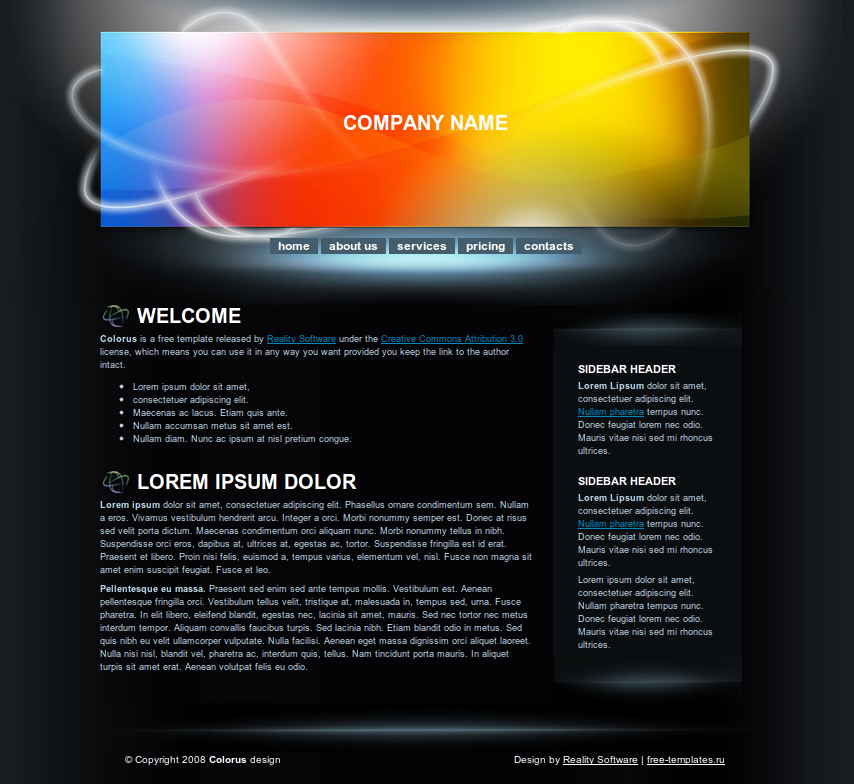 COMPANY NAME
home about us services pricing contacts
WELCOME
Colorus is a free template released by Reality Software under the Creative Commons Attribution 3.0
license, which means you can use it in any way you want provided you keep the link to the author
intact.
Lorem ipsum dolor sit amet,
consectetuer adipiscing elit.
Maecenas ac lacus. Etiam quis ante.
Nullam accumsan metus sit amet est.
Nullam diam. Nunc ac ipsum at nisl pretium congue.
LOREM IPSUM DOLOR
Lorem ipsum dolor sit amet, consectetuer adipiscing elit. Phasellus ornare condimentum sem. Nullam
a eros. Vivamus vestibulum hendrerit arcu. Integer a orci. Morbi nonummy semper est. Donec at risus
sed velit porta dictum. Maecenas condimentum orci aliquam nunc. Morbi nonummy tellus in nibh.
Suspendisse orci eros, dapibus at, ultrices at, egestas ac, tortor. Suspendisse fringilla est id erat.
Praesent et libero. Proin nisi felis, euismod a, tempus varius, elementum vel, nisl. Fusce non magna sit
amet enim suscipit feugiat. Fusce et leo.
Pellentesque eu massa. Praesent sed enim sed ante tempus mollis. Vestibulum est. Aenean
pellentesque fringilla orci. Vestibulum tellus velit, tristique at, malesuada in, tempus sed, urna. Fusce
pharetra. In elit libero, eleifend blandit, egestas nec, lacinia sit amet, mauris. Sed nec tortor nec metus
interdum tempor. Aliquam convallis faucibus turpis. Sed lacinia nibh. Etiam blandit odio in metus. Sed
quis nibh eu velit ullamcorper vulputate. Nulla facilisi. Aenean eget massa dignissim orci aliquet laoreet.
Nulla nisi nisl, blandit vel, pharetra ac, interdum quis, tellus. Nam tincidunt porta mauris. In aliquet
turpis sit amet erat. Aenean volutpat felis eu odio.
SIDEBAR HEADER
Lorem Lipsum dolor sit amet,
consectetuer adipiscing elit.
Nullam pharetra tempus nunc.
Donec feugiat lorem nec odio.
Mauris vitae nisi sed mi rhoncus
ultrices.
SIDEBAR HEADER
Lorem Lipsum dolor sit amet,
consectetuer adipiscing elit.
Nullam pharetra tempus nunc.
Donec feugiat lorem nec odio.
Mauris vitae nisi sed mi rhoncus
ultrices.
Lorem ipsum dolor sit amet,
consectetuer adipiscing elit.
Nullam pharetra tempus nunc.
Donec feugiat lorem nec odio.
Mauris vitae nisi sed mi rhoncus
ultrices.
© Copyright 2008 Colorus design
Design by Reality Software | free-templates.ru